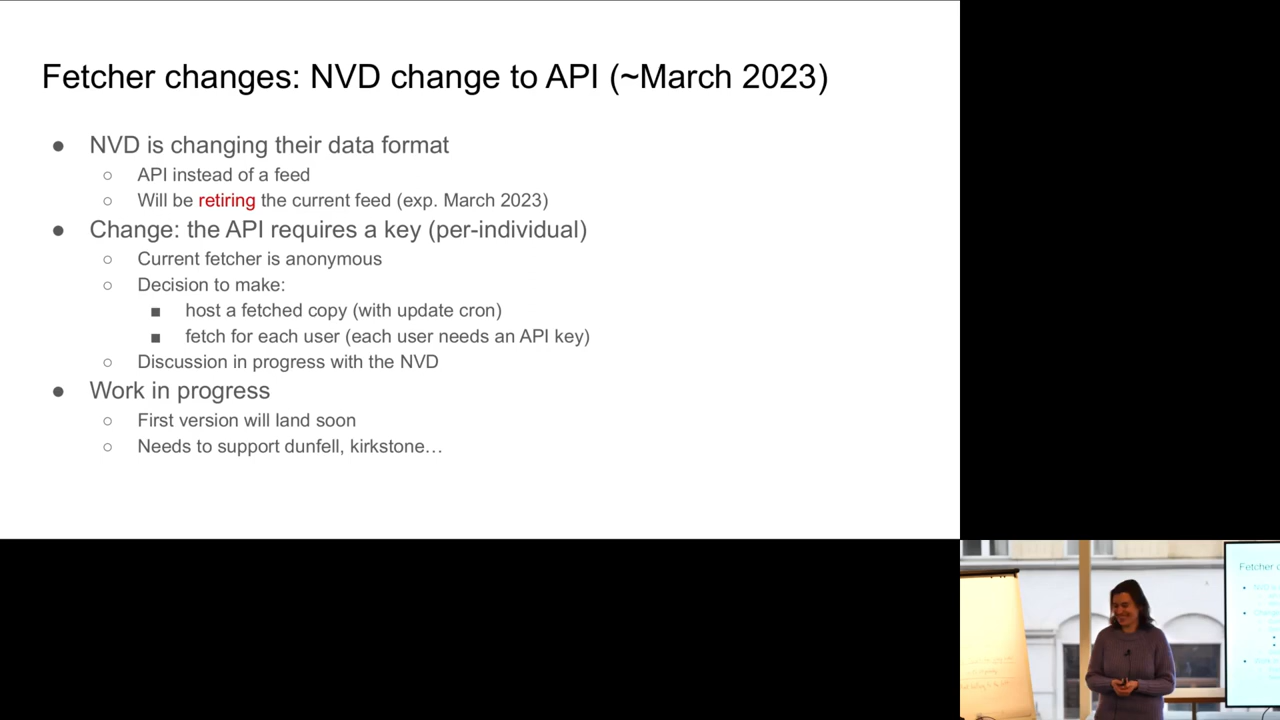 Fetcher changes: NVD change to API (~March 2023)
● NVD is changing their data format
○ API instead of a feed
○ Will be retiring the current feed (exp. March 2023)
● Change: the API requires a key (per-individual)
○ Current fetcher is anonymous
○ Decision to make:
■ host a fetched copy (with update cron)
■ fetch for each user (each user needs an API key)
○ Discussion in progress with the NVD
● Work in progress
○ First version will land soon
○ Needs to support dunfell, kirkstone…
Fetcher